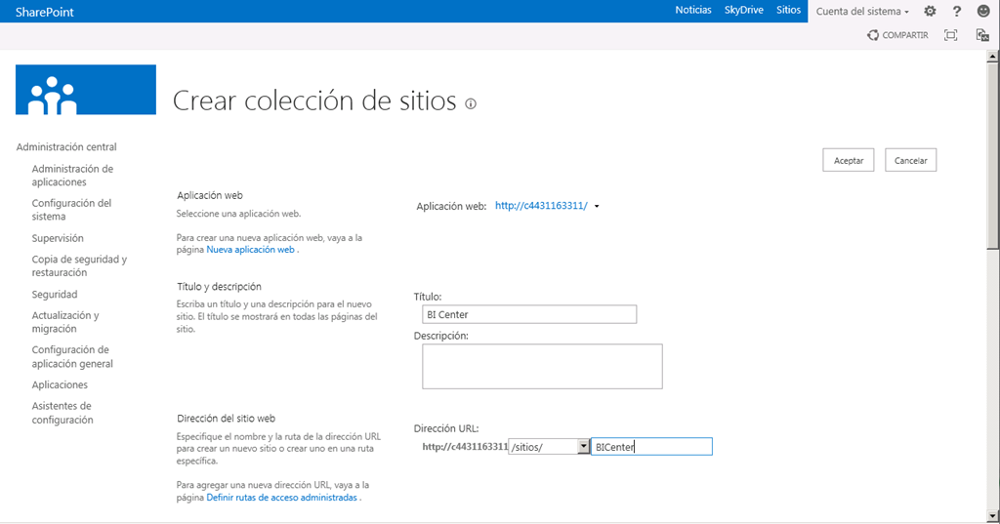 SharePoint
Noticias SkyDrive Sitios Cuenta del sistema ?
COMPARTIR
Crear colección de sitios
Administración central
Administración de
aplicaciones
Configuración del
sistema
Supervisión
Copia de seguridad y
restauración
Seguridad
Actualización y
migración
Configuración de
aplicación general
Aplicaciones
Asistentes de
configuración
Aceptar Cancelar
Aplicación web
Seleccione una aplicación web.
Para crear una nueva aplicación web, vaya a la
página Nueva aplicación web .
Aplicación web: http://c4431163311/
Título y descripción
Escriba un título y una descripción para el nuevo
sitio. El título se mostrará en todas las páginas del
sitio.
Título:
BI Center
Descripción:
Dirección del sitio web
Especifique el nombre y la ruta de la dirección URL
para crear un nuevo sitio o crear uno en una ruta
específica.
Para agregar una nueva dirección URL, vaya a la
página Definir rutas de acceso administradas .
Dirección URL:
http://c4431163311 /sitios/ BICenter